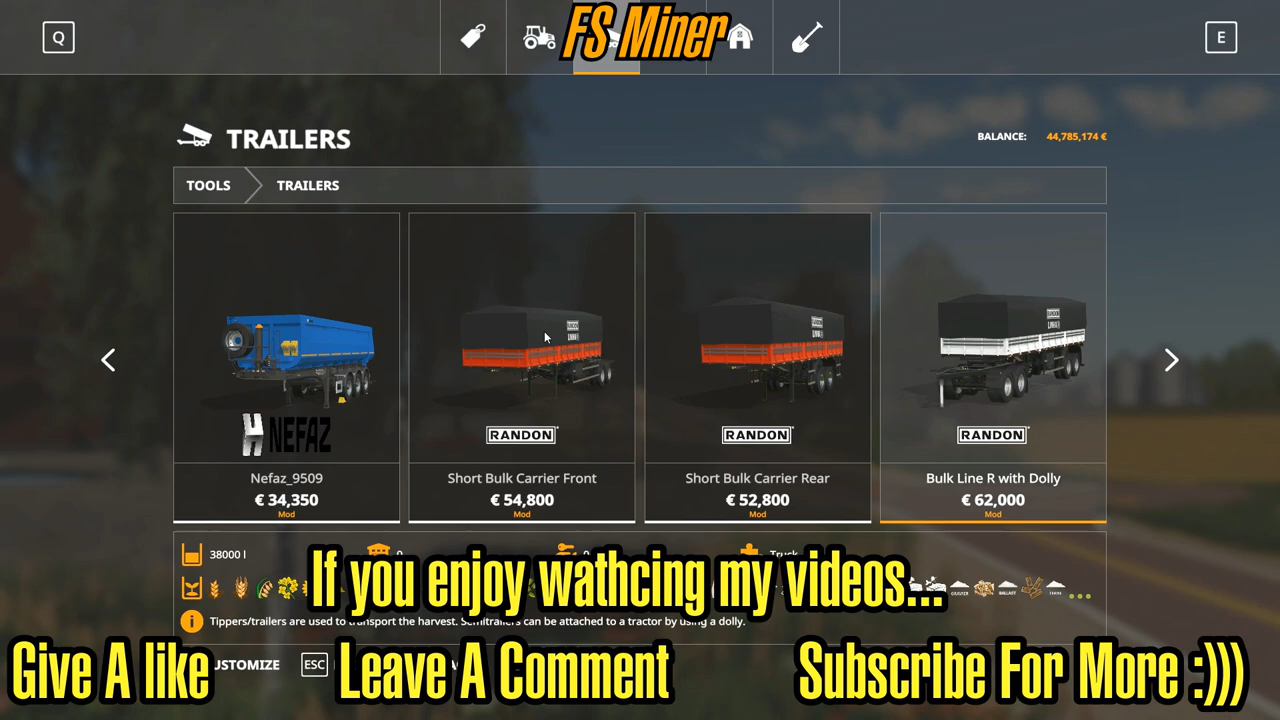 Q
FS Miner
E
TRAILERS
BALANCE: 44,785,174 €
TOOLS TRAILERS
NEFAZ
RANDON
RANDON
RANDON
Nefaz_9509
€ 34,350
Mod
Short Bulk Carrier Front
€ 54,800
Mod
Short Bulk Carrier Rear
€ 52,800
Mod
Bulk Line R with Dolly
€ 62,000
Mod
38000 l
Truck
If you enjoy wathcing my videos...
Tippers/trailers are used to transport the harvest. Semitrailers can be attached to a tractor by using a dolly.
USTOMIZE ESC
Give A like
Leave A Comment
Subscribe For More :)))